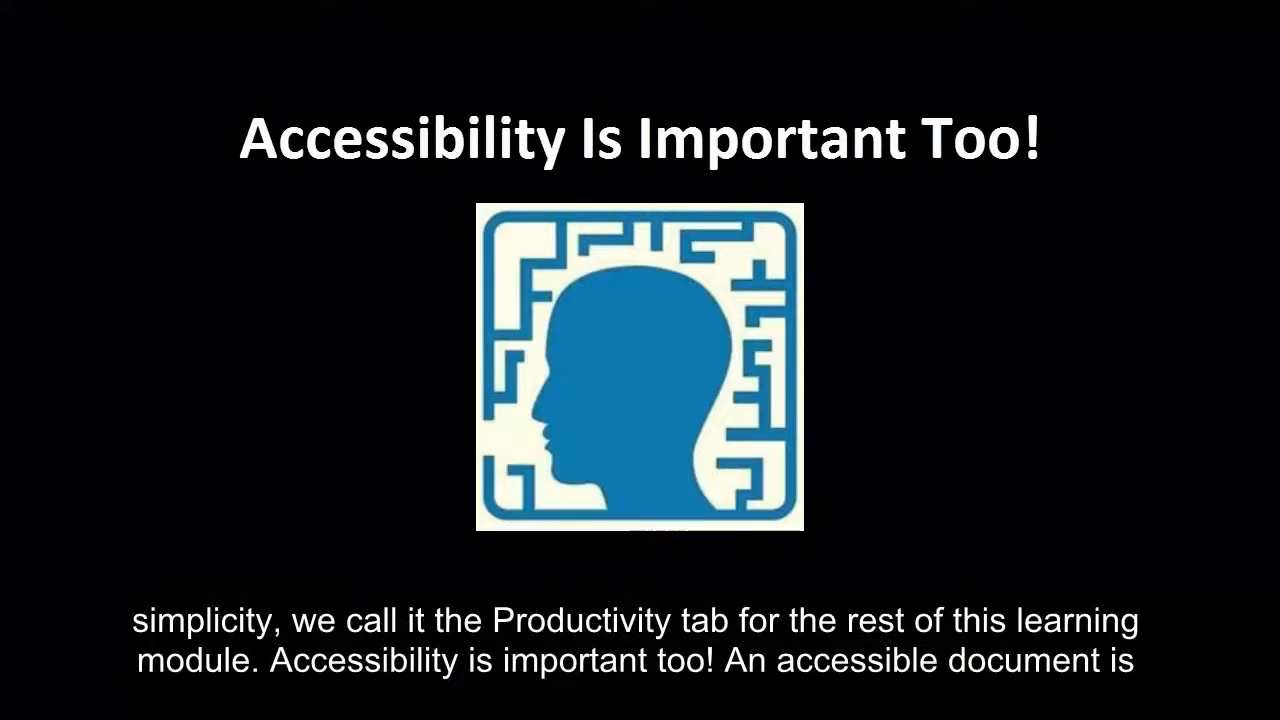 Accessibility Is Important Too!
simplicity, we call it the Productivity tab for the rest of this learning
module. Accessibility is important too! An accessible document is